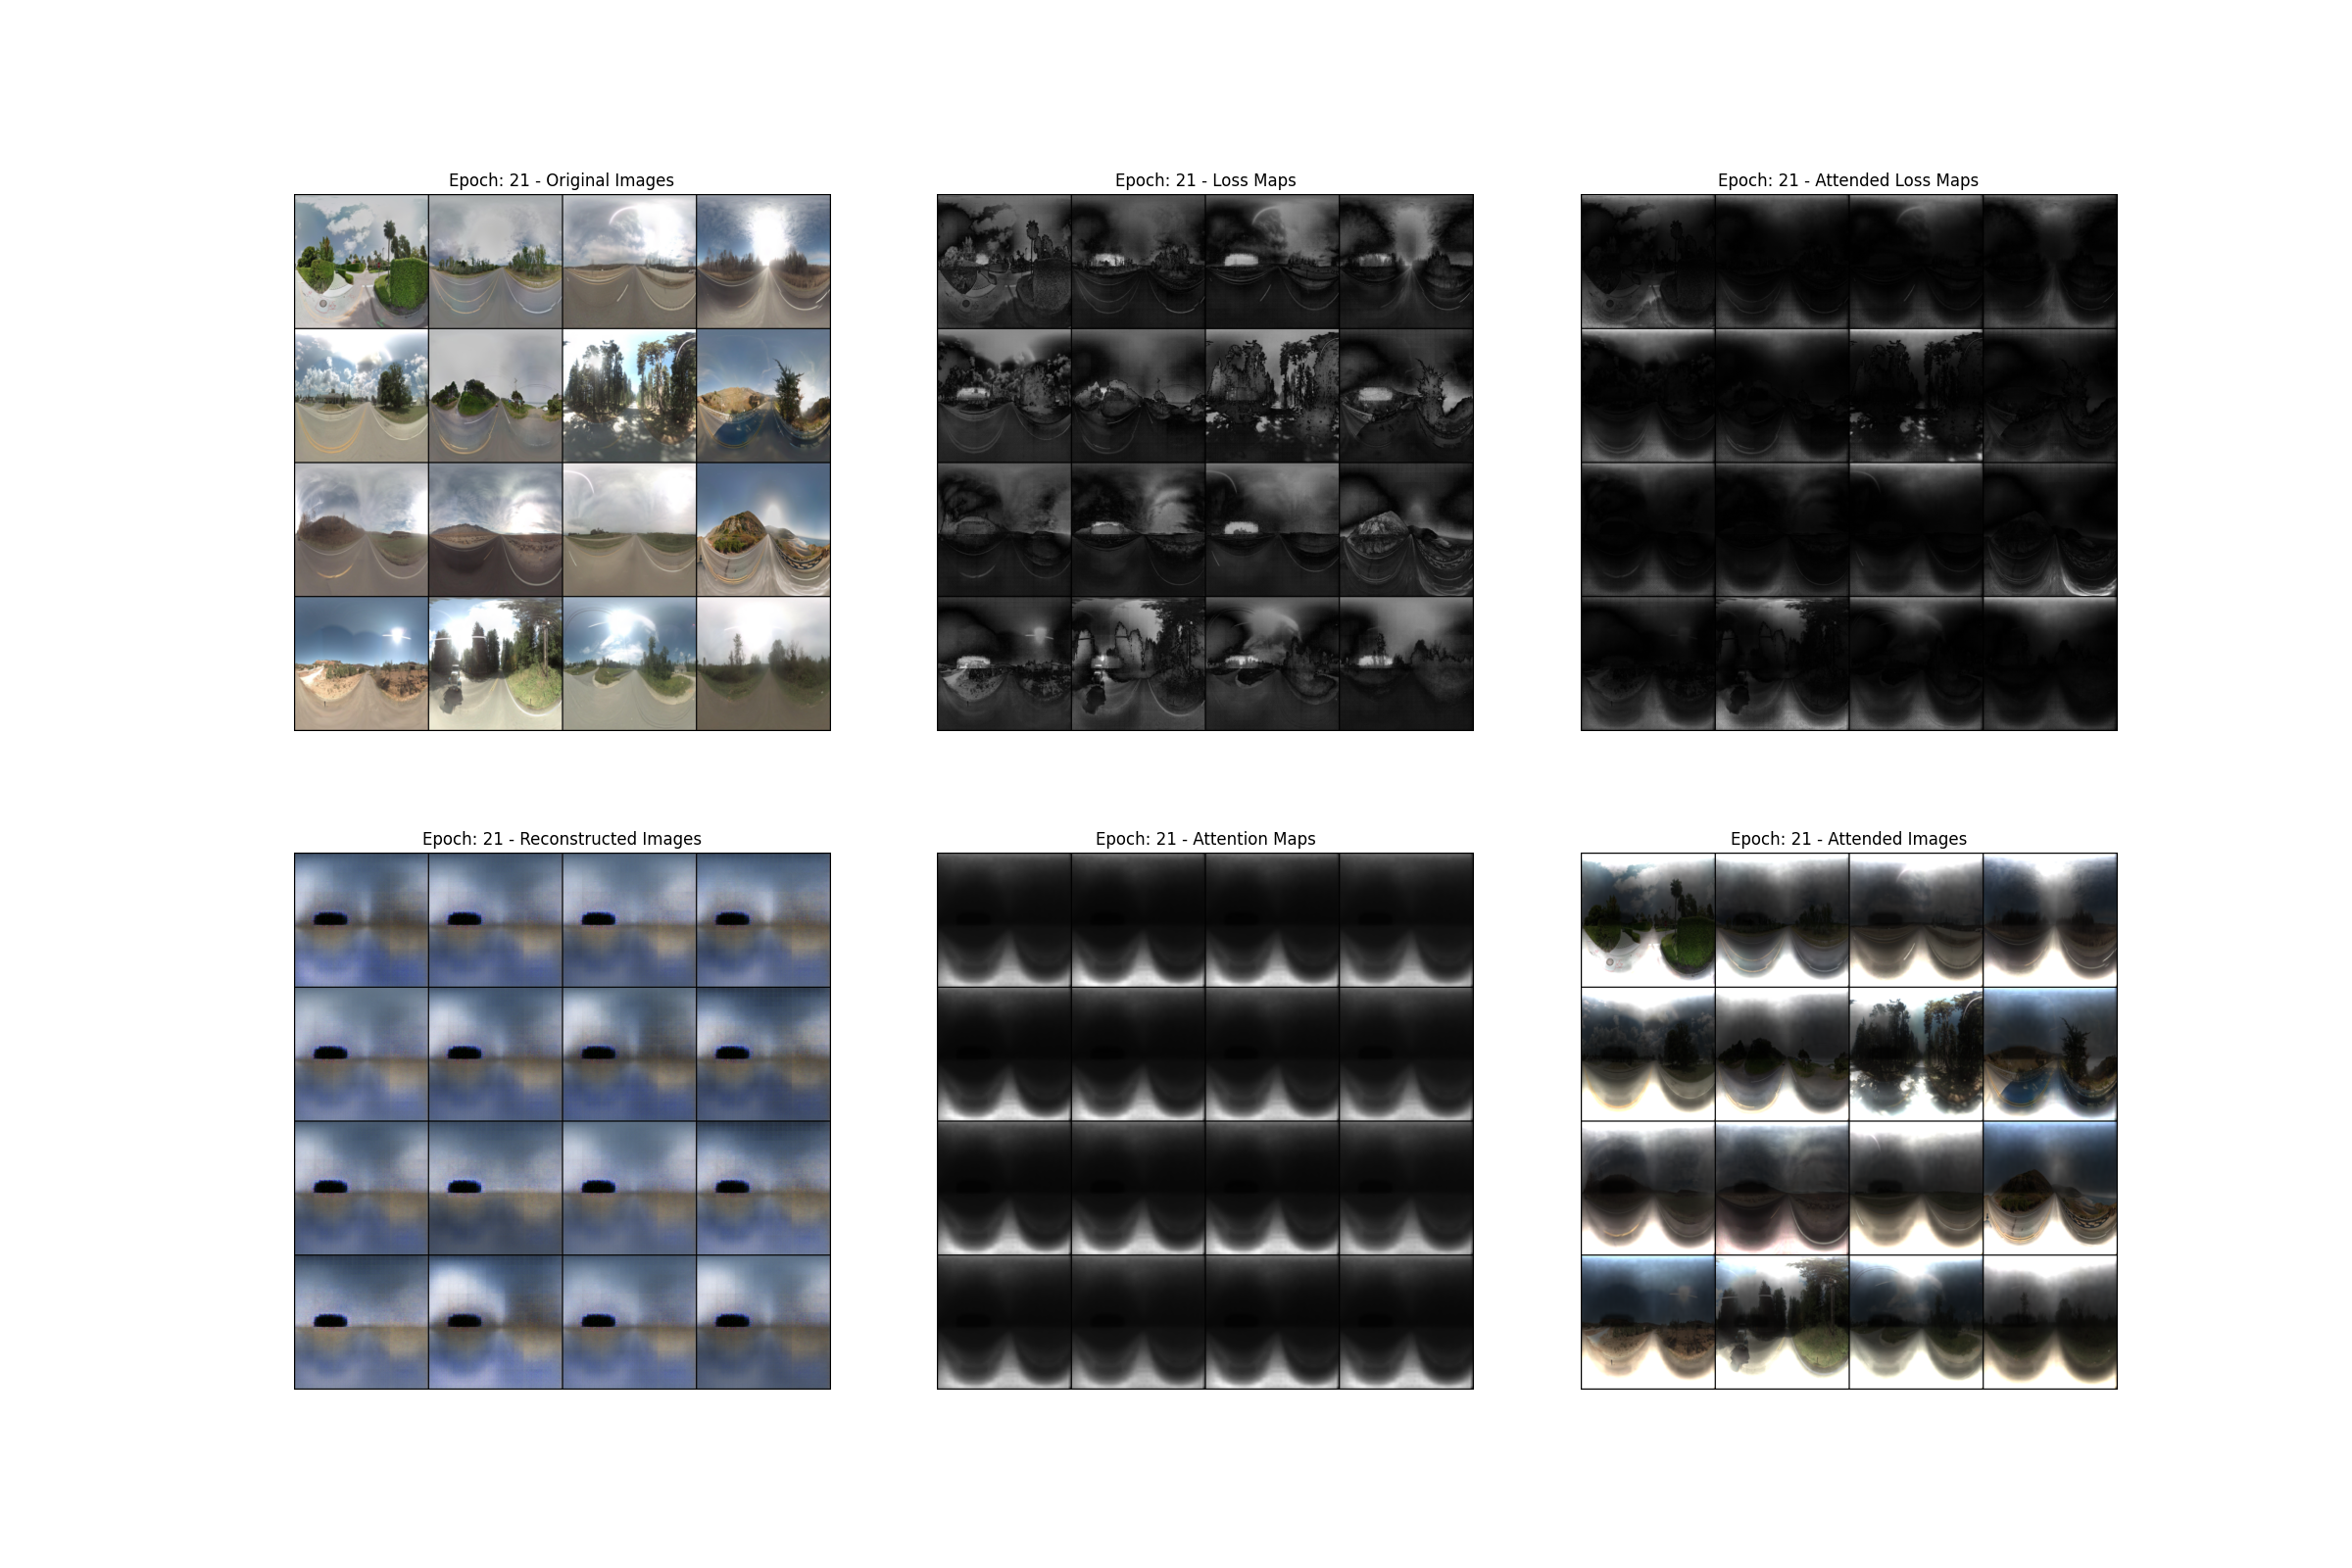 Epoch: 21 - Original Images
Epoch: 21 - Loss Maps
Epoch: 21 - Attended Loss Maps
Epoch: 21 - Reconstructed Images
Epoch: 21 - Attention Maps
Epoch: 21 - Attended Images